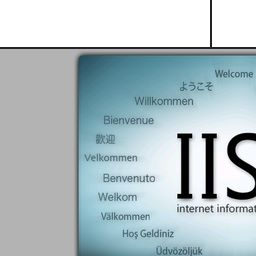 Welcome
ようこそ
Willkommen
Bienvenue
歡迎
Velkommen
Benvenuto
Welkom
Välkommen
Hoş Geldiniz
Üdvözöljük
IIS
internet informat